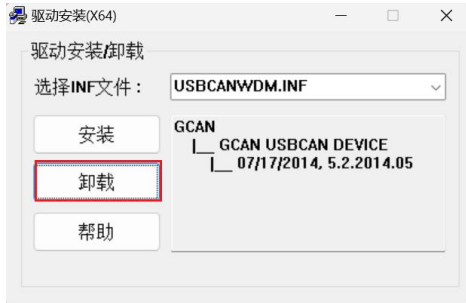 驱动安装(X64)
驱动安装/卸载
选择INF文件： USBCANWDM.INF
安装
卸载
帮助
GCAN
|__ GCAN USBCAN DEVICE
|__ 07/17/2014, 5.2.2014.05